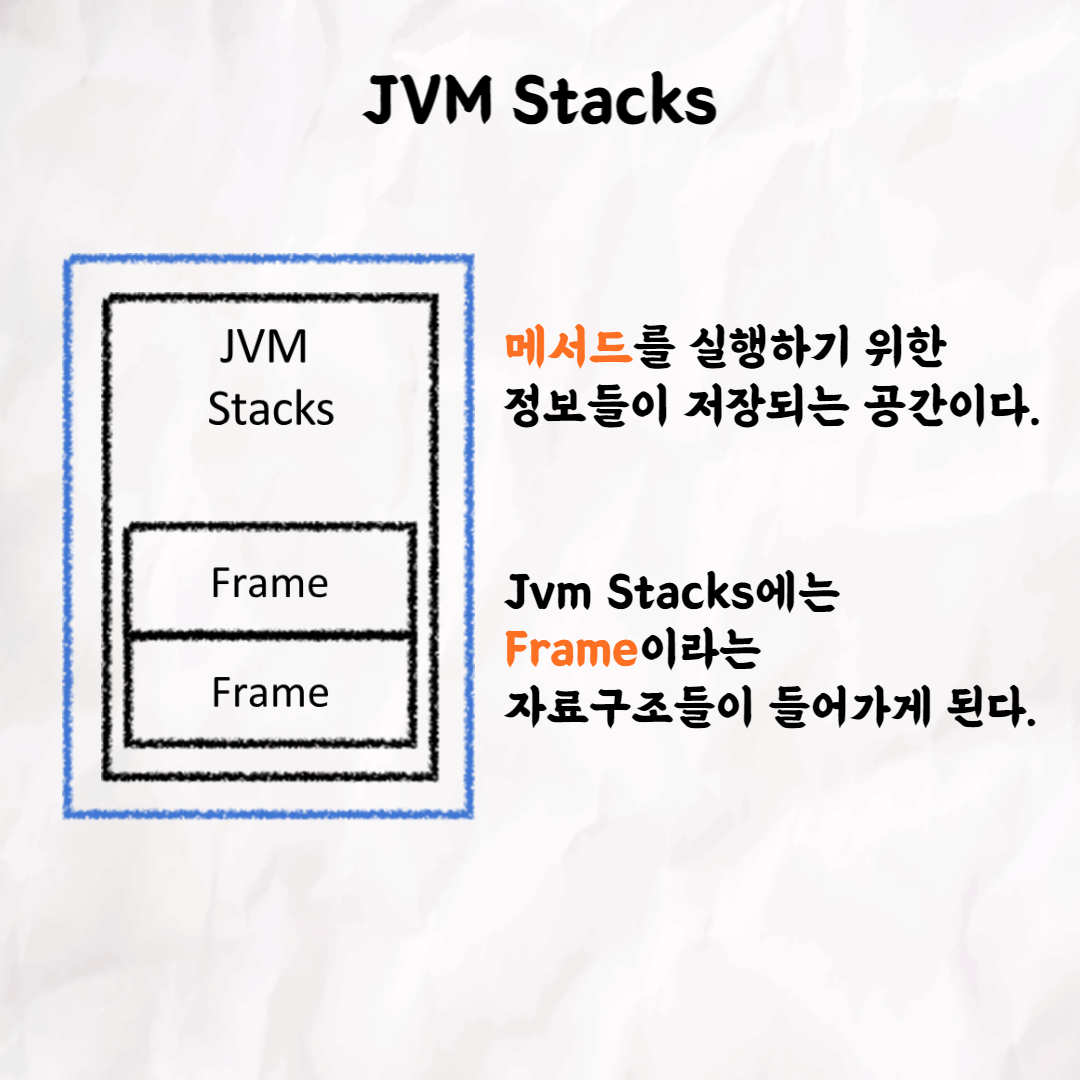 JVM Stacks
JVM
Stacks
Frame
Frame
메서드를 실행하기 위한
정보들이 저장되는 공간이다.
Jvm Stacks에는
Frame이라는
자료구조들이 들어가게 된다.